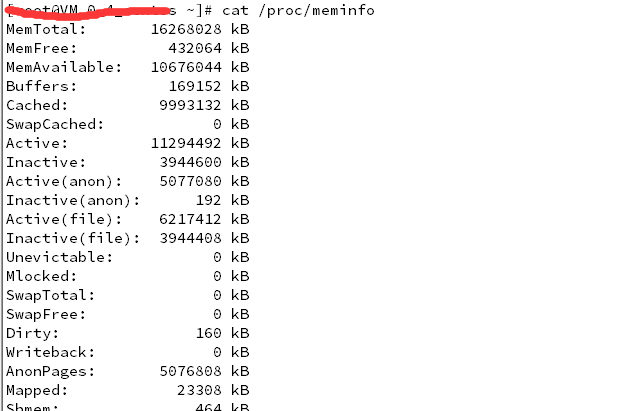 ~]# cat /proc/meminfo
MemTotal: 16268028 kB
MemFree: 432064 kB
MemAvailable: 10676044 kB
Buffers: 169152 kB
Cached: 9993132 kB
SwapCached: 0 kB
Active: 11294492 kB
Inactive: 3944600 kB
Active(anon): 5077080 kB
Inactive(anon): 192 kB
Active(file): 6217412 kB
Inactive(file): 3944408 kB
Unevictable: 0 kB
Mlocked: 0 kB
SwapTotal: 0 kB
SwapFree: 0 kB
Dirty: 160 kB
Writeback: 0 kB
AnonPages: 5076808 kB
Mapped: 23308 kB
Shmem: 464 kB